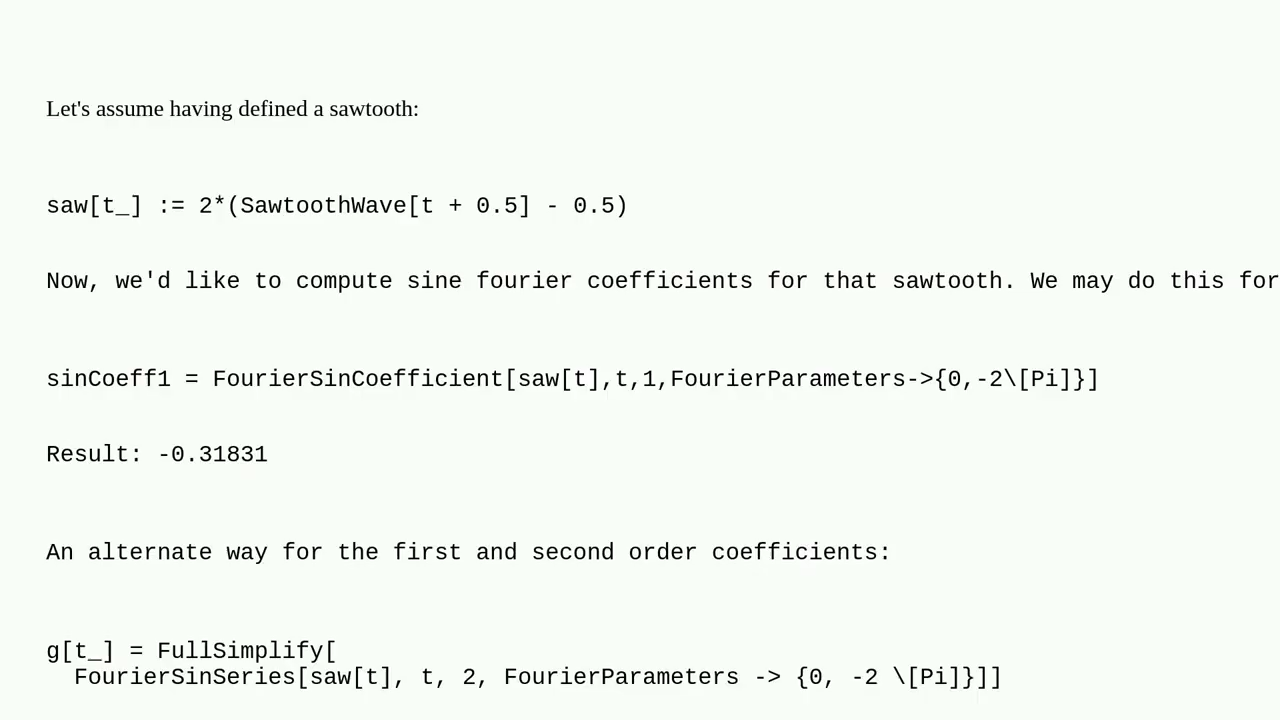 Let's assume having defined a sawtooth:
saw[t_] := 2*(SawtoothWave[t + 0.5] - 0.5)
Now, we'd like to compute sine fourier coefficients for that sawtooth. We may do this for
sinCoeff1 = FourierSinCoefficient[saw[t],t,1,FourierParameters->{0,-2\[Pi]}]
Result: -0.31831
An alternate way for the first and second order coefficients:
g[t_] = FullSimplify[
  FourierSinSeries[saw[t], t, 2, FourierParameters -> {0, -2 \[Pi]}]]